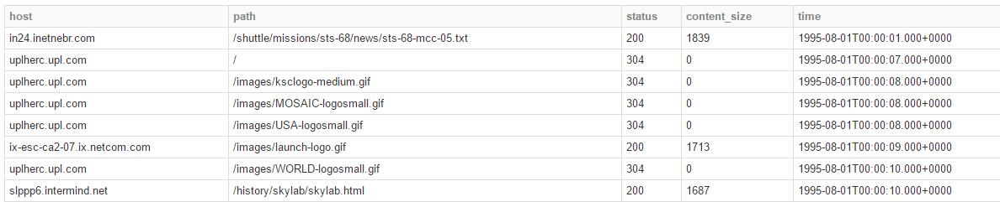 host path status content_size time
in24.inetnebr.com /shuttle/missions/sts-68/news/sts-68-mcc-05.txt 200 1839 1995-08-01T00:00:01.000+0000
uplherc.upl.com / 304 0 1995-08-01T00:00:07.000+0000
uplherc.upl.com /images/ksclogo-medium.gif 304 0 1995-08-01T00:00:08.000+0000
uplherc.upl.com /images/MOSAIC-logosmall.gif 304 0 1995-08-01T00:00:08.000+0000
uplherc.upl.com /images/USA-logosmall.gif 304 0 1995-08-01T00:00:08.000+0000
ix-esc-ca2-07.ix.netcom.com /images/launch-logo.gif 200 1713 1995-08-01T00:00:09.000+0000
uplherc.upl.com /images/WORLD-logosmall.gif 304 0 1995-08-01T00:00:10.000+0000
slppp6.intermind.net /history/skylab/skylab.html 200 1687 1995-08-01T00:00:10.000+0000